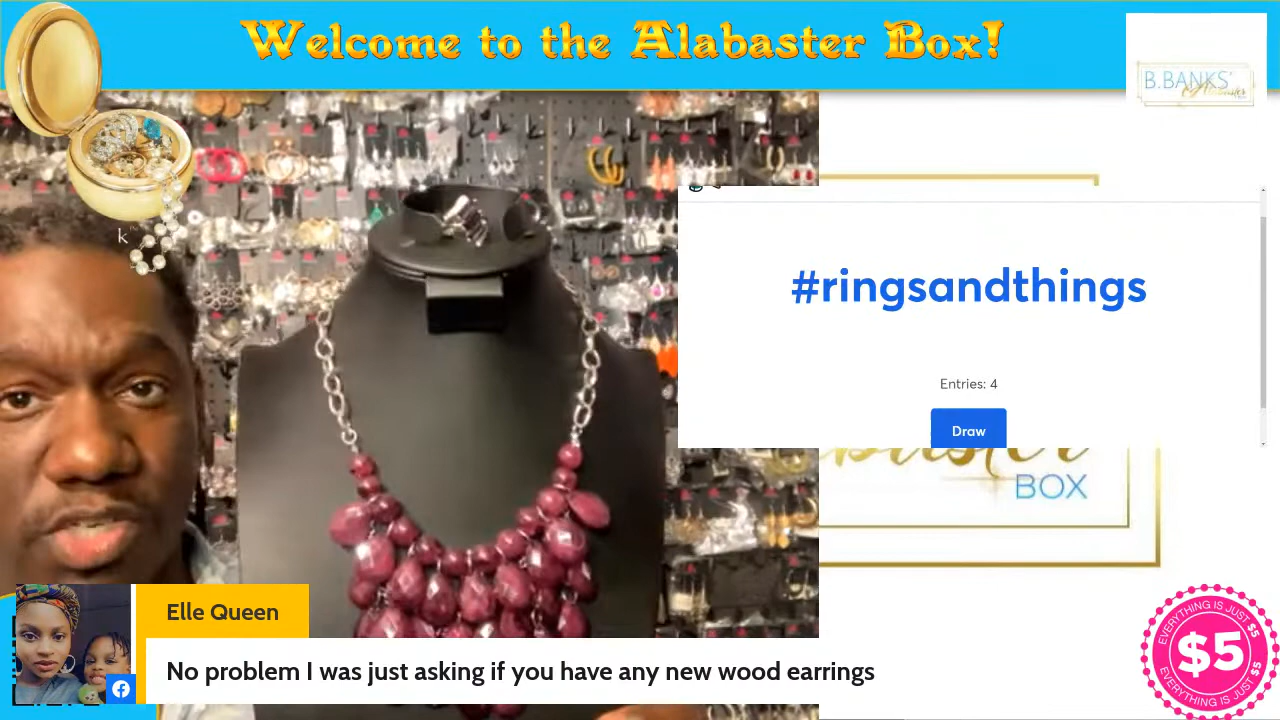 Welcome to the Alabaster Box!
B.BANKS'
Alabaster
k
#ringsandthings
Entries: 4
Draw
BOX
Elle Queen
No problem I was just asking if you have any new wood earrings
EVERYTHING IS JUST $5
$5
EVERYTHING IS JUST $5